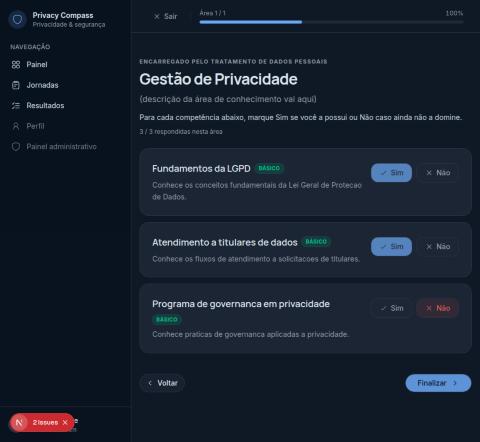 Privacy Compass
Privacidade & segurança
NAVEGAÇÃO
Painel
Jornadas
Resultados
Perfil
Painel administrativo
N
2 Issues
Sair
Área 1 / 1
100%
ENCARREGADO PELO TRATAMENTO DE DADOS PESSOAIS
Gestão de Privacidade
(descrição da área de conhecimento vai aqui)
Para cada competência abaixo, marque Sim se você a possui ou Não caso ainda não a domine.
3 / 3 respondidas nesta área
Fundamentos da LGPD BÁSICO
Sim Não
Conhece os conceitos fundamentais da Lei Geral de Protecao
de Dados.
Atendimento a titulares de dados BÁSICO
Sim Não
Conhece os fluxos de atendimento a solicitacoes de titulares.
Programa de governanca em privacidade
BÁSICO
Sim Não
Conhece praticas de governanca aplicadas a privacidade.
Voltar
Finalizar